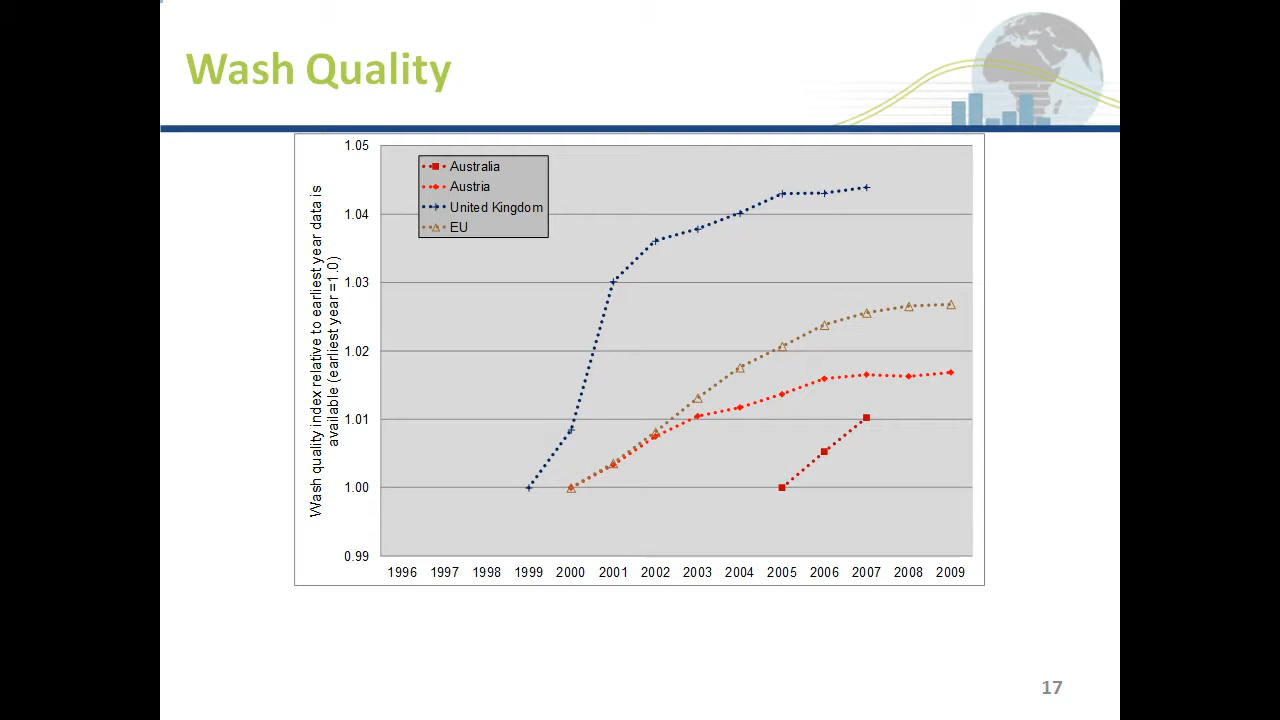 Wash Quality
Wash quality index relative to earliest year data is
available (earliest year =1.0)
1.05
1.04
1.03
1.02
1.01
1.00
0.99
Australia
Austria
United Kingdom
EU
1996 1997 1998 1999 2000 2001 2002 2003 2004 2005 2006 2007 2008 2009
17